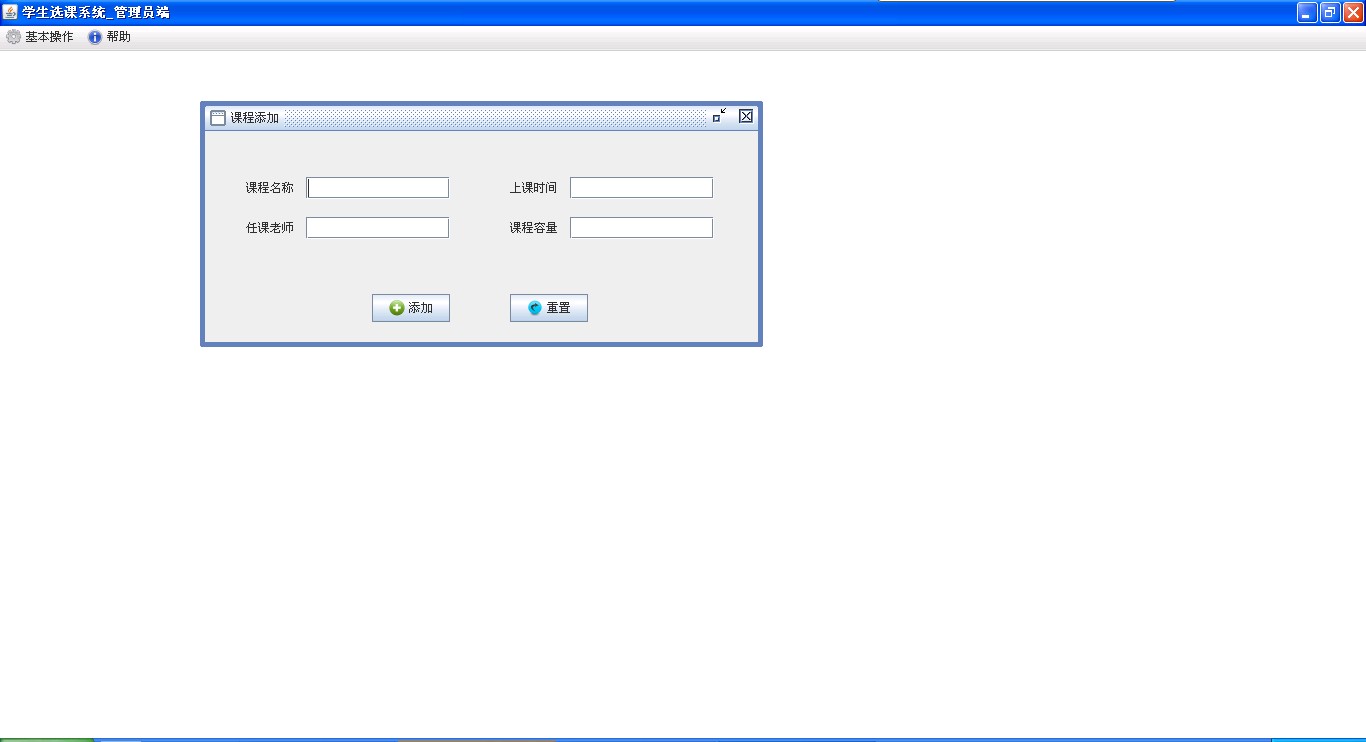 学生选课系统_管理员端
基本操作 帮助
课程添加
课程名称 上课时间
任课老师 课程容量
添加 重置